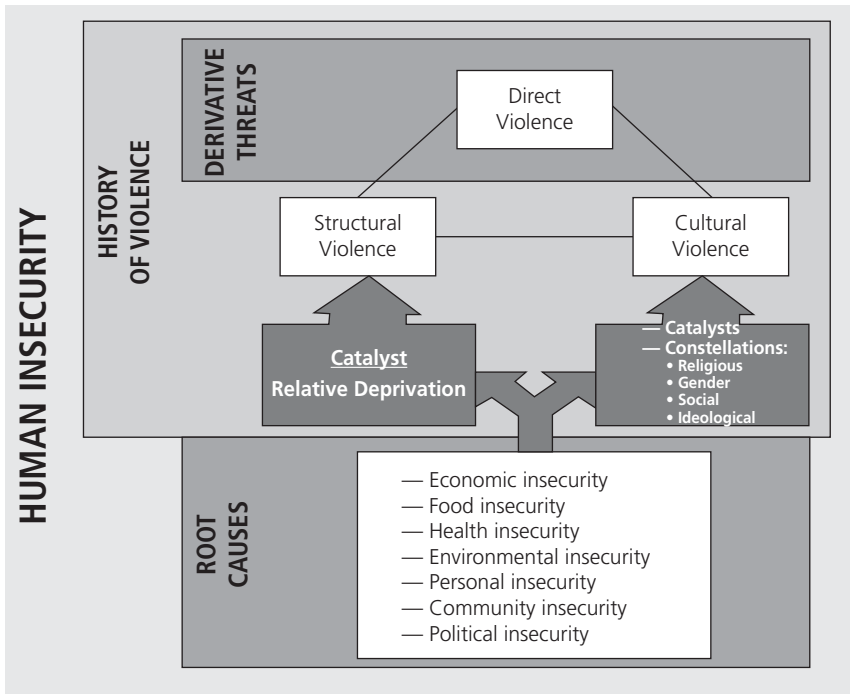 HUMAN INSECURITY
HISTORY
OF VIOLENCE
DERIVATIVE
THREATS
Direct
Violence
Structural
Violence
Cultural
Violence
Catalyst
Relative Deprivation
— Catalysts
— Constellations:
• Religious
• Gender
• Social
• Ideological
ROOT
CAUSES
— Economic insecurity
— Food insecurity
— Health insecurity
— Environmental insecurity
— Personal insecurity
— Community insecurity
— Political insecurity